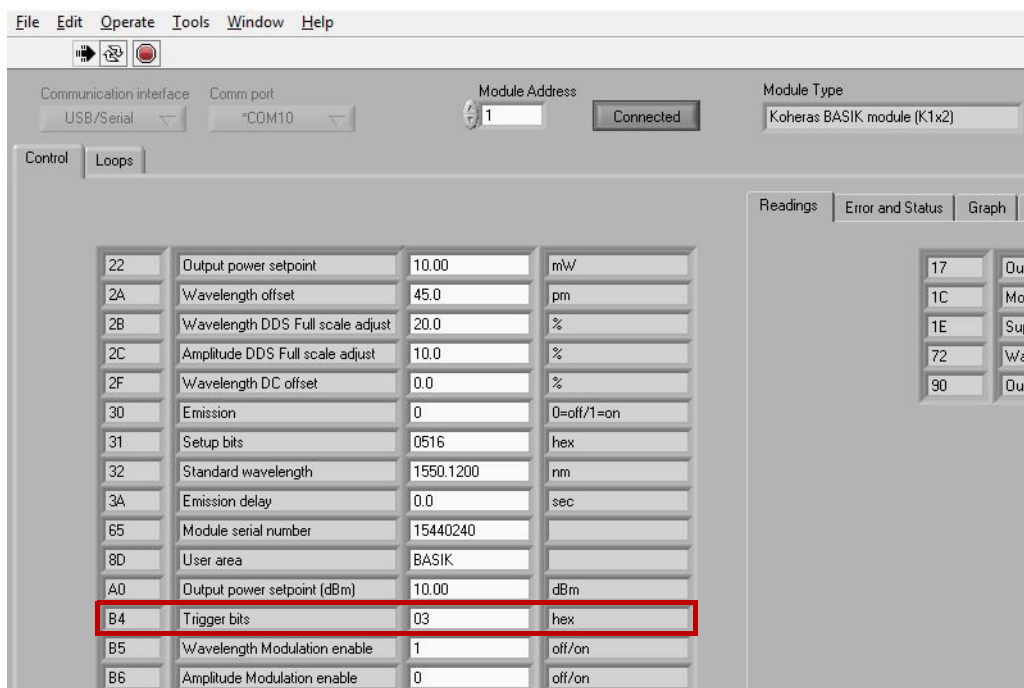 File Edit Operate Tools Window Help
Communication interface Comm port Module Address Module Type
USB/Serial *COM10 1 Connected Koheras BASIK module (K1x2)
Control Loops
Readings Error and Status Graph
22 Output power setpoint 10.00 mW
2A Wavelength offset 45.0 pm
2B Wavelength DDS Full scale adjust 20.0 %
2C Amplitude DDS Full scale adjust 10.0 %
2F Wavelength DC offset 0.0 %
30 Emission 0 0=off/1=on
31 Setup bits 0516 hex
32 Standard wavelength 1550.1200 nm
3A Emission delay 0.0 sec
65 Module serial number 15440240
8D User area BASIK
A0 Output power setpoint (dBm) 10.00 dBm
B4 Trigger bits 03 hex
B5 Wavelength Modulation enable 1 off/on
B6 Amplitude Modulation enable 0 off/on
17
1C
1E
72
90